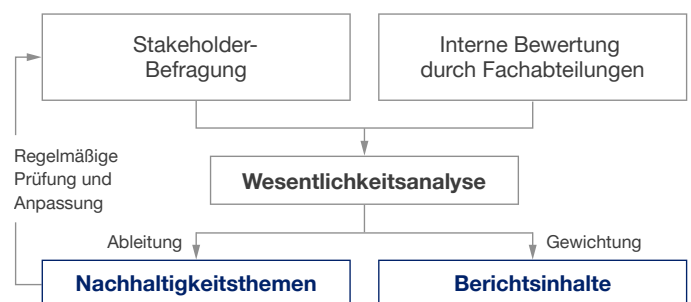 Stakeholder-
Befragung
Interne Bewertung
durch Fachabteilungen
Regelmäßige
Prüfung und
Anpassung
Wesentlichkeitsanalyse
Ableitung
Gewichtung
Nachhaltigkeitsthemen
Berichtsinhalte